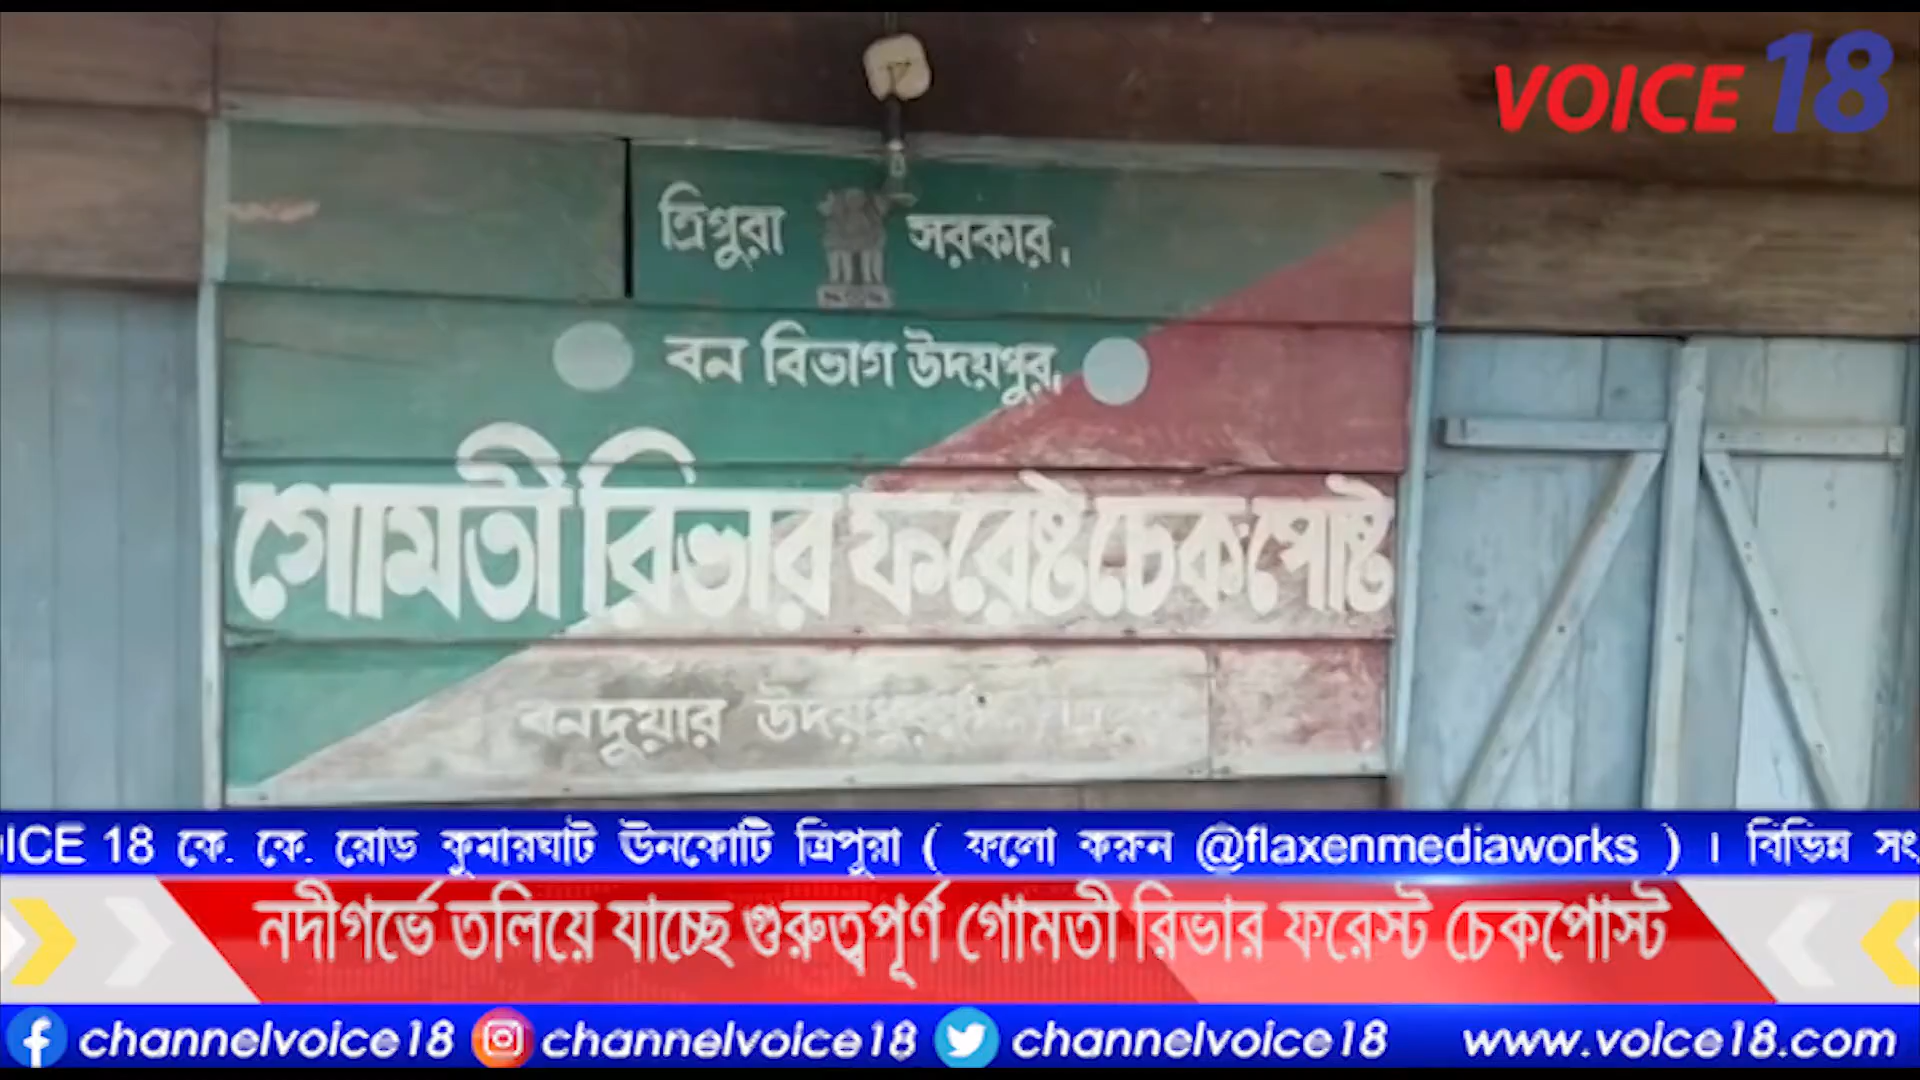 VOICE 18
ত্রিপুরা সরকার.
বন বিভাগ উদয়পুর.
গোমতী রিভার ফরেষ্ট চেক পোষ্ট
বনদুয়ার উদয়পুর
ICE 18 কে. কে. রোড কুমারঘাট ঊনকোটি ত্রিপুরা ( ফলো করুন @flaxenmediaworks ) । বিভিন্ন সং
নদীগর্ভে তলিয়ে যাচ্ছে গুরুত্বপূর্ণ গোমতী রিভার ফরেস্ট চেকপোস্ট
channelvoice18 channelvoice18 channelvoice18 www.voice18.com